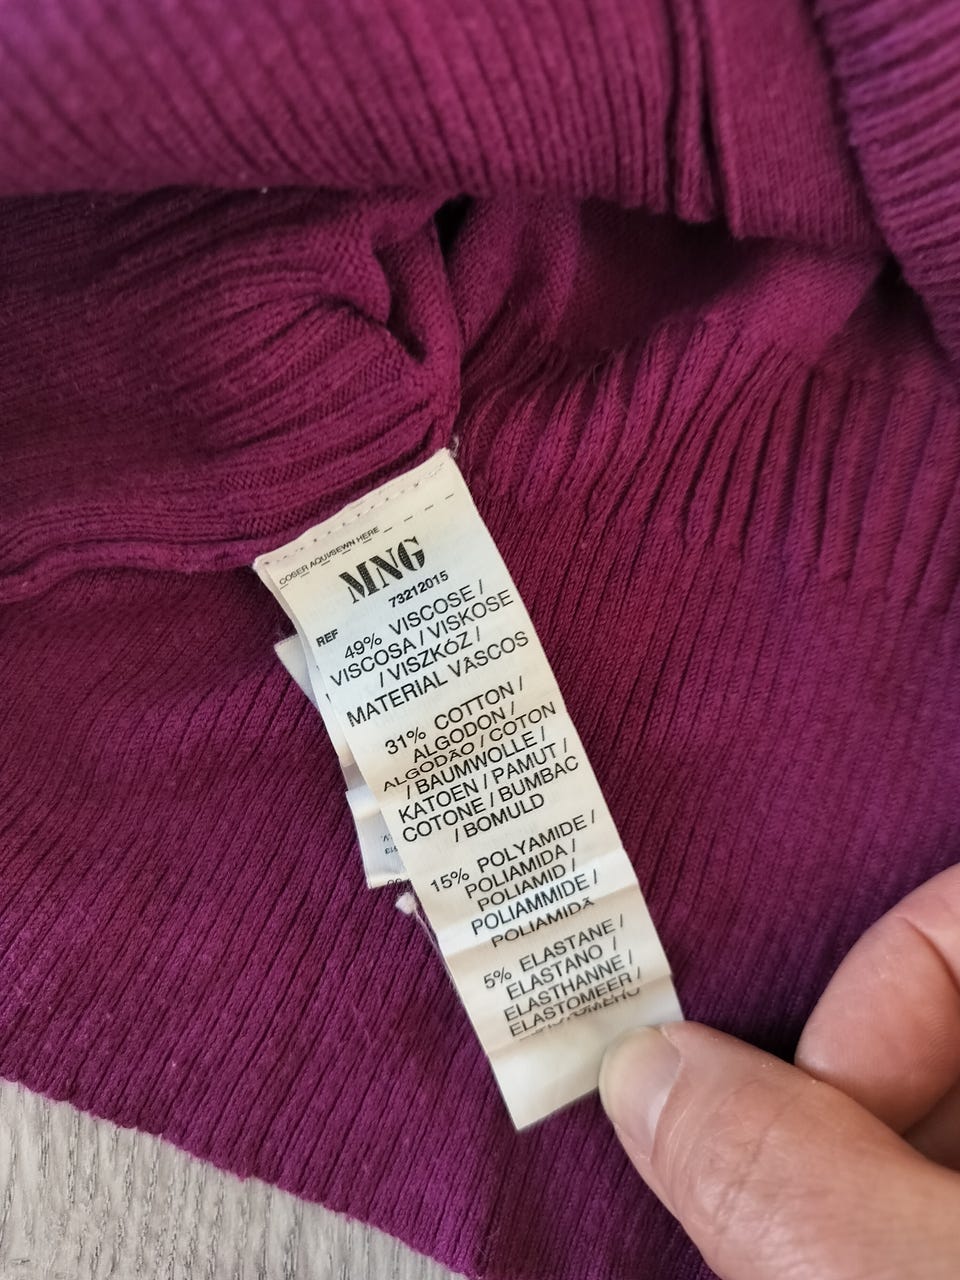 COSER AQUI/SEWN HERE
MNG
REF 73212015
49% VISCOSE /
VISCOSA / VISKOSE
/ VISZKÓZ /
MATERIAL VÂSCOS
31% COTTON /
ALGODON /
ALGODÃO / COTON
/ BAUMWOLLE /
KATOEN / PAMUT /
COTONE / BUMBAC
/ BOMULD
15% POLYAMIDE /
POLIAMIDA /
POLIAMID /
POLIAMMIDE /
POLIAMIDĂ
5% ELASTANE /
ELASTANO /
ELASTHANNE /
ELASTOMEER /